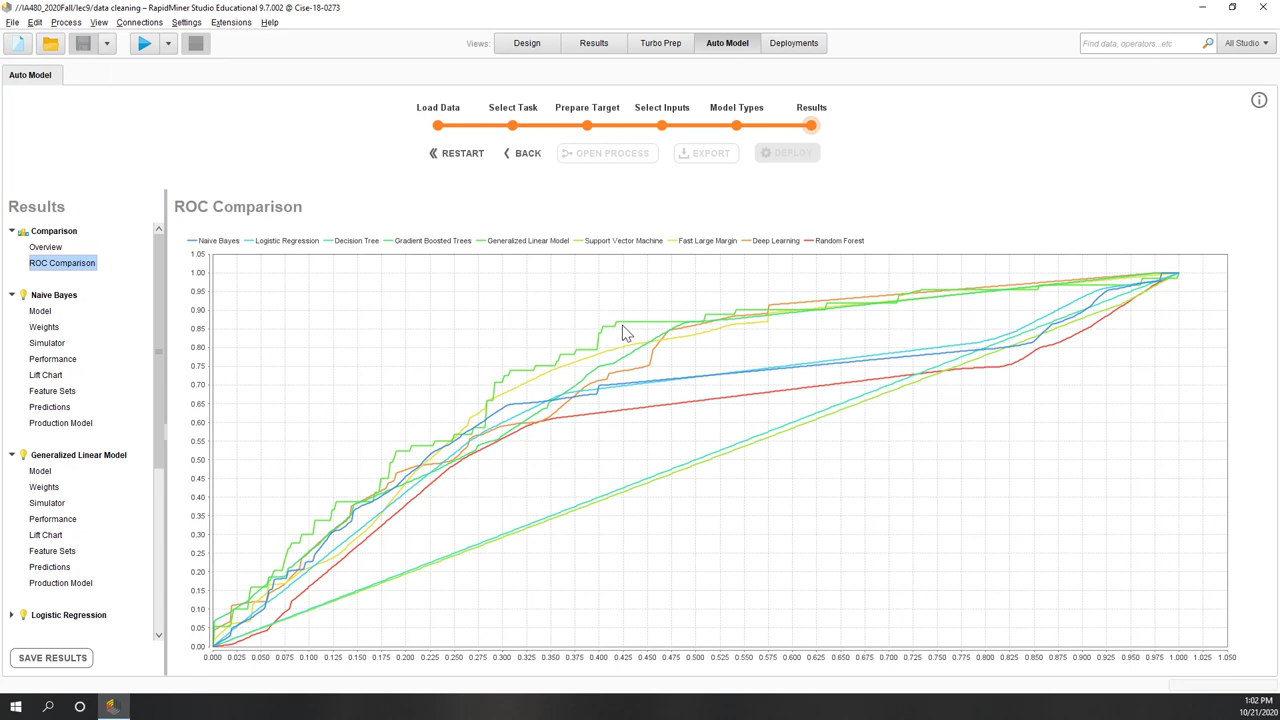 //IA480_2020Fall/lec9/data cleaning – RapidMiner Studio Educational 9.7.002 @ Cise-18-0273
File Edit Process View Connections Settings Extensions Help
Views: Design Results Turbo Prep Auto Model Deployments Find data, operators...etc All Studio
Auto Model
Load Data Select Task Prepare Target Select Inputs Model Types Results
RESTART BACK OPEN PROCESS EXPORT DEPLOY
Results
Comparison
Overview
ROC Comparison
Naive Bayes
Model
Weights
Simulator
Performance
Lift Chart
Feature Sets
Predictions
Production Model
Generalized Linear Model
Model
Weights
Simulator
Performance
Lift Chart
Feature Sets
Predictions
Production Model
Logistic Regression
SAVE RESULTS
ROC Comparison
Naive Bayes Logistic Regression Decision Tree Gradient Boosted Trees Generalized Linear Model Support Vector Machine Fast Large Margin Deep Learning Random Forest
1.05
1.00
0.95
0.90
0.85
0.80
0.75
0.70
0.65
0.60
0.55
0.50
0.45
0.40
0.35
0.30
0.25
0.20
0.15
0.10
0.05
0.00
0.000 0.025 0.050 0.075 0.100 0.125 0.150 0.175 0.200 0.225 0.250 0.275 0.300 0.325 0.350 0.375 0.400 0.425 0.450 0.475 0.500 0.525 0.550 0.575 0.600 0.625 0.650 0.675 0.700 0.725 0.750 0.775 0.800 0.825 0.850 0.875 0.900 0.925 0.950 0.975 1.000 1.025 1.050
1:02 PM
10/21/2020